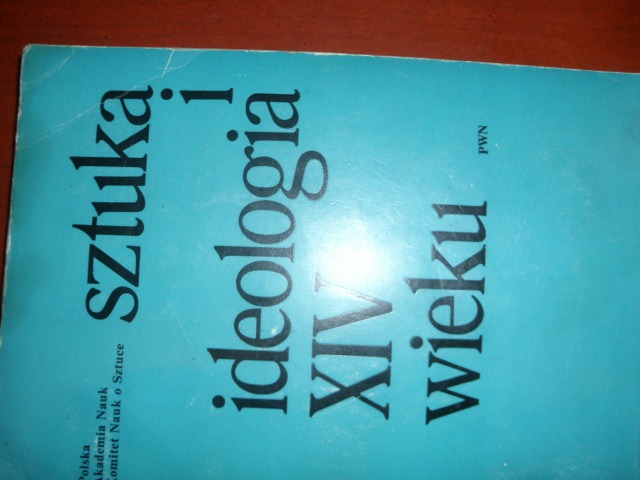 Polska
Akademia Nauk
Komitet Nauk o Sztuce
sztuka i
ideologia
XIV
wieku
PWN